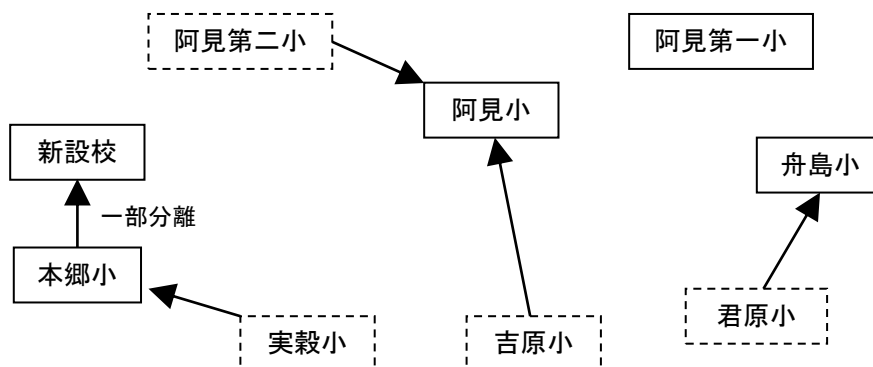 阿見第二小
阿見第一小
阿見小
新設校
舟島小
一部分離
本郷小
君原小
実穀小
吉原小